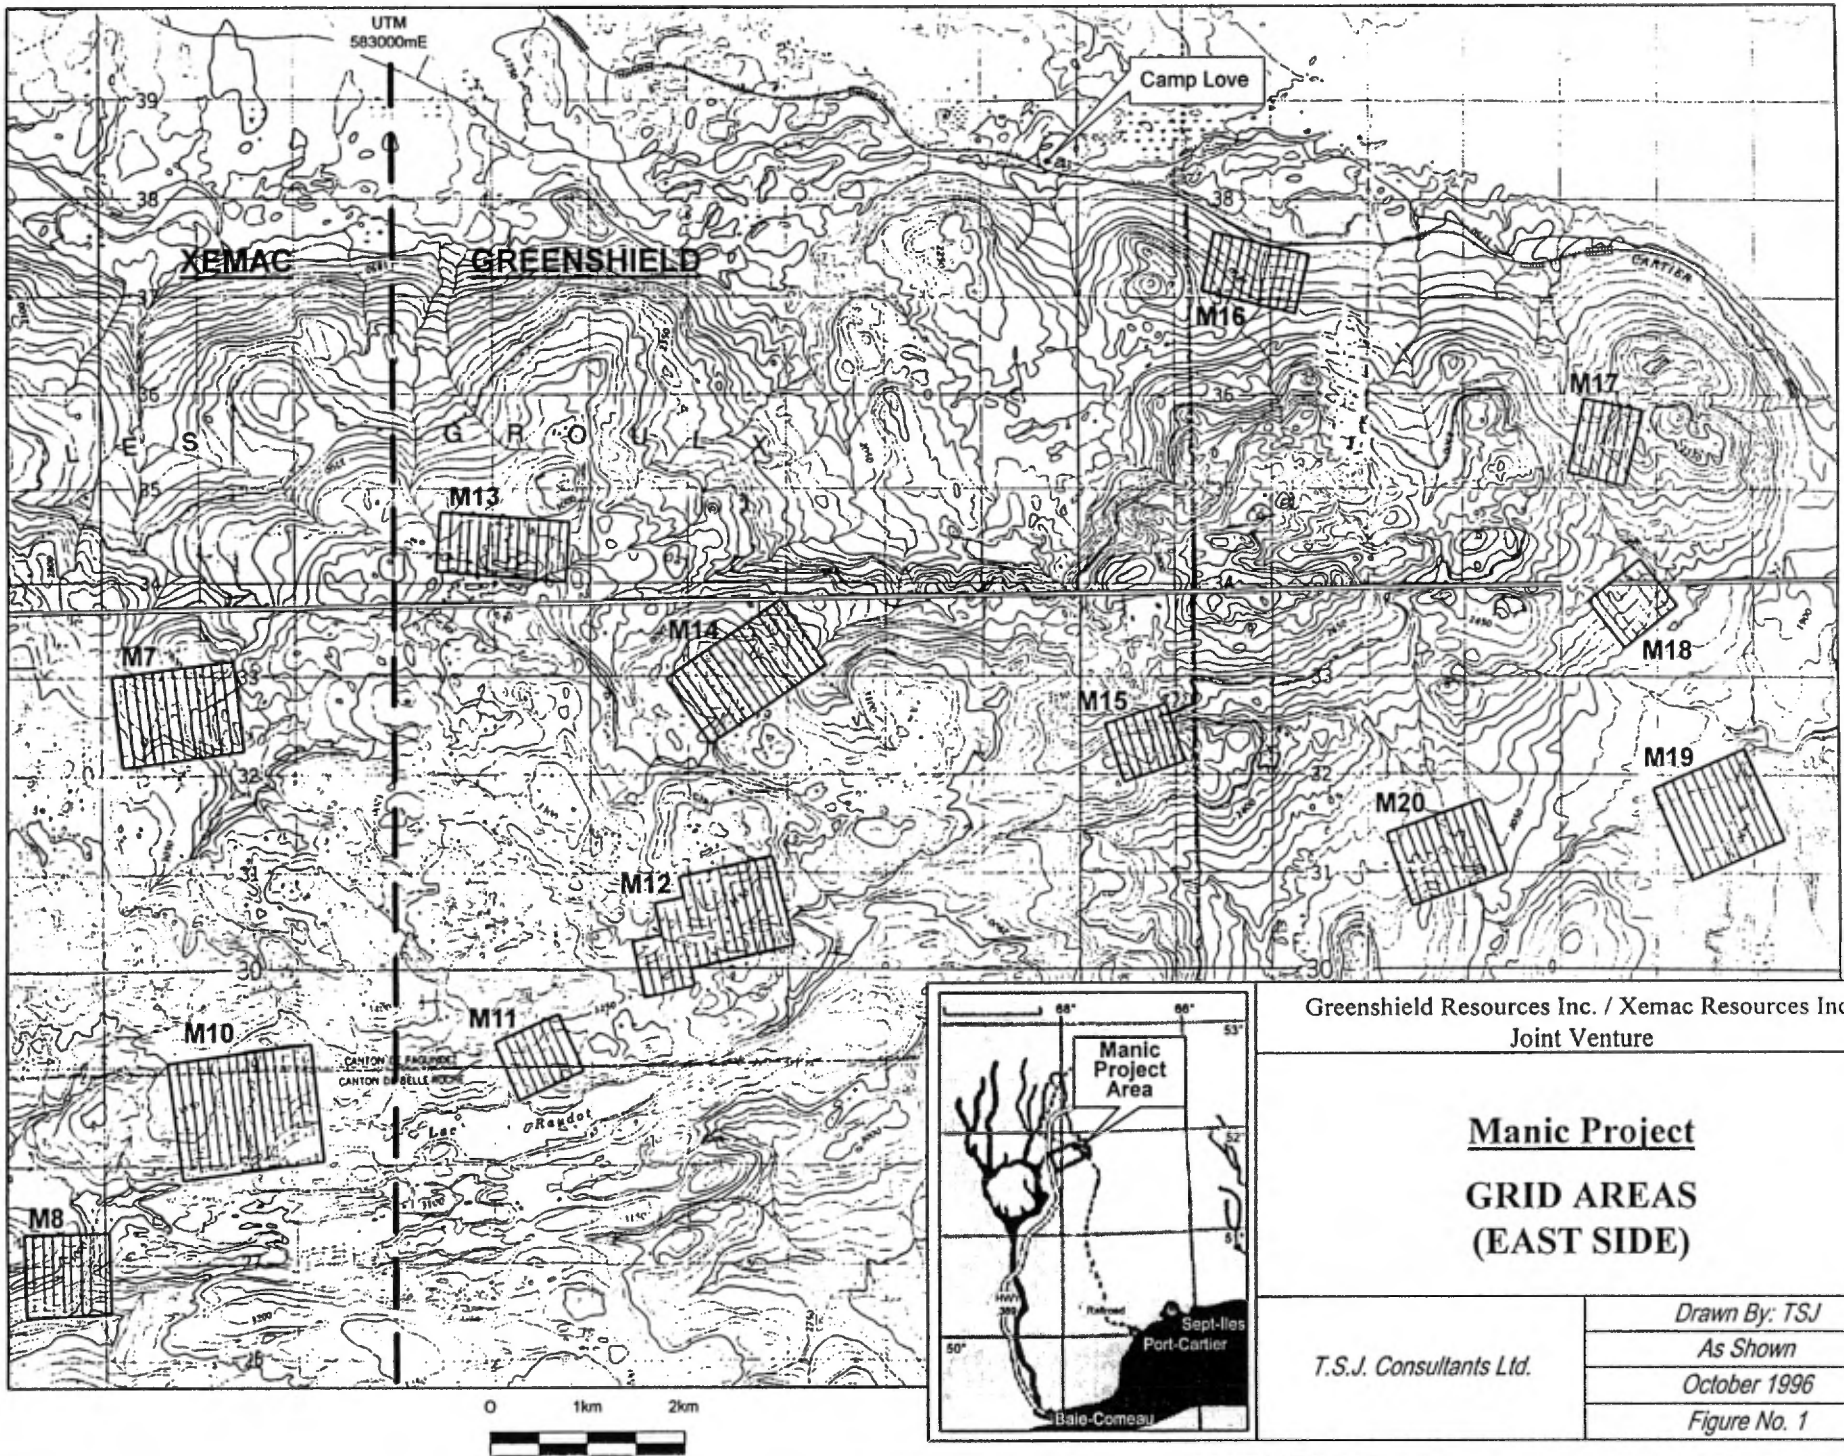 UTM
583000mE
Camp Love
39
38
38
XEMAC
GREENSHIELD
37
CARTIER
M16
36
36
M17
L E S
G R O U L X
35
M13
34
34
M14
M7
33
33
M18
M15
32
32
M19
M20
31
31
M12
30
30
M10
M11
CANTON DE FAGUNDEZ
CANTON DE BELLE ROCHE
Lac
Raudot
M8
0 1km 2km
68° 66°
53°
Manic
Project
Area
52°
51°
HWY
389
Railroad
Sept-Iles
Port-Cartier
50°
Baie-Comeau
Greenshield Resources Inc. / Xemac Resources Inc
Joint Venture
Manic Project
GRID AREAS
(EAST SIDE)
T.S.J. Consultants Ltd.
Drawn By: TSJ
As Shown
October 1996
Figure No. 1